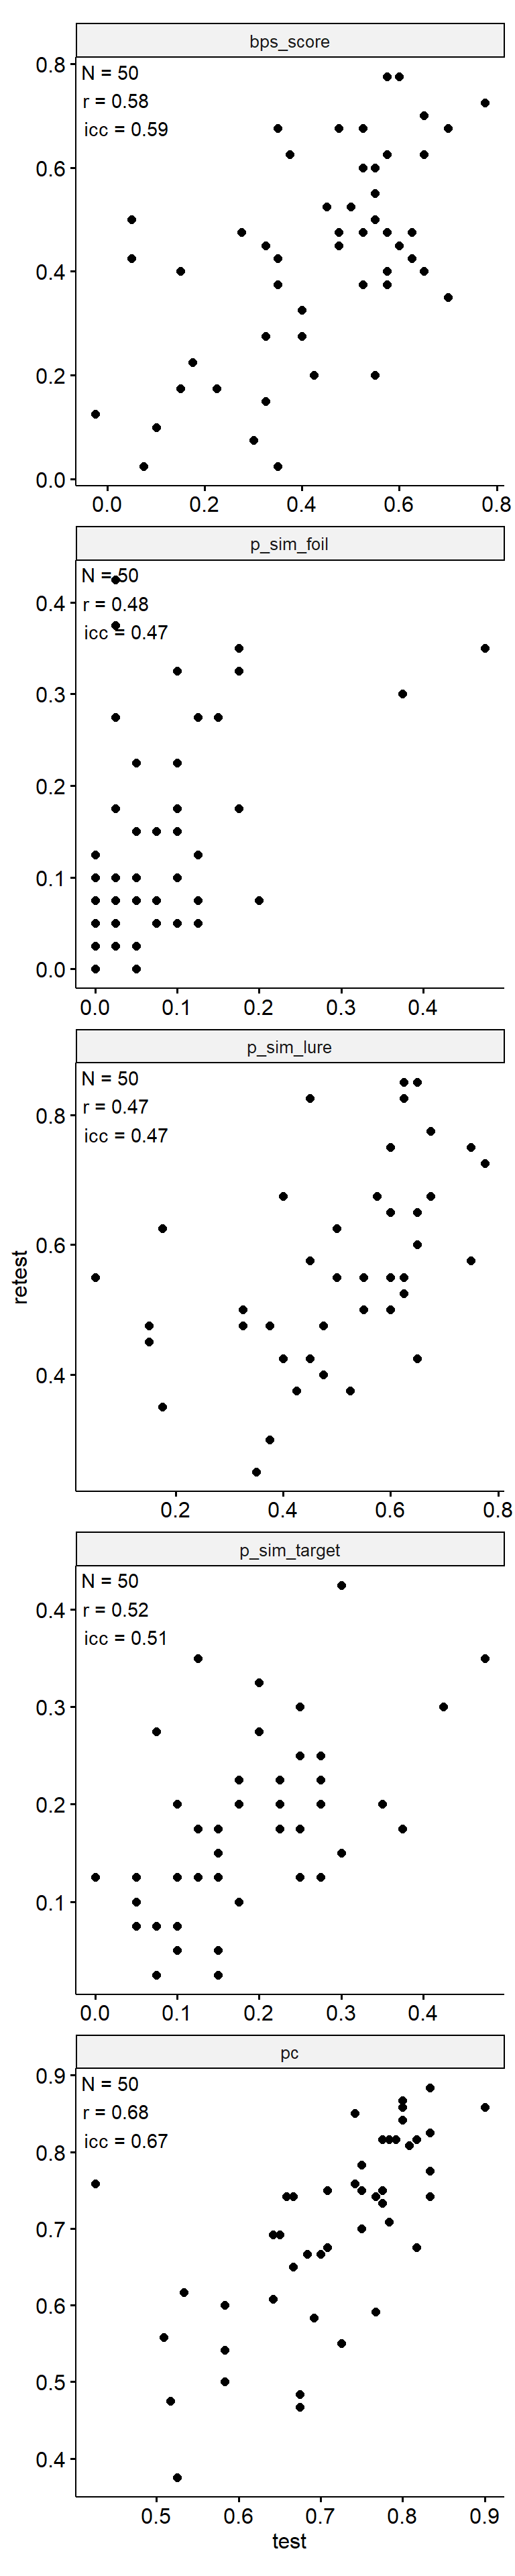 bps_score
N = 50
r = 0.58
icc = 0.59
0.8
0.6
0.4
0.2
0.0
0.0 0.2 0.4 0.6 0.8
p_sim_foil
N = 50
r = 0.48
icc = 0.47
0.4
0.3
0.2
0.1
0.0
0.0 0.1 0.2 0.3 0.4
p_sim_lure
N = 50
r = 0.47
icc = 0.47
0.8
0.6
0.4
0.2 0.4 0.6 0.8
retest
p_sim_target
N = 50
r = 0.52
icc = 0.51
0.4
0.3
0.2
0.1
0.0 0.1 0.2 0.3 0.4
pc
N = 50
r = 0.68
icc = 0.67
0.9
0.8
0.7
0.6
0.5
0.4
0.5 0.6 0.7 0.8 0.9
test